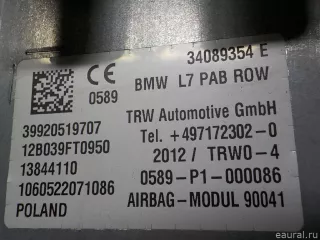 34089354 E
CE BMW L7 PAB ROW
0589
TRW Automotive GmbH
39920519707 Tel. +497172302-0
12B039FT0950 2012 / TRW0-4
13844110 0589-P1-000086
1060522071086 AIRBAG-MODUL 90041
POLAND
eaural.ru